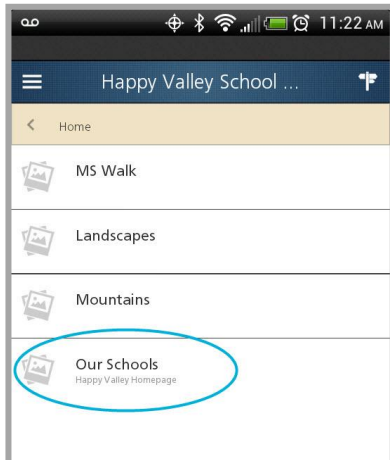 11:22 AM
Happy Valley School ...
Home
MS Walk
Landscapes
Mountains
Our Schools
Happy Valley Homepage